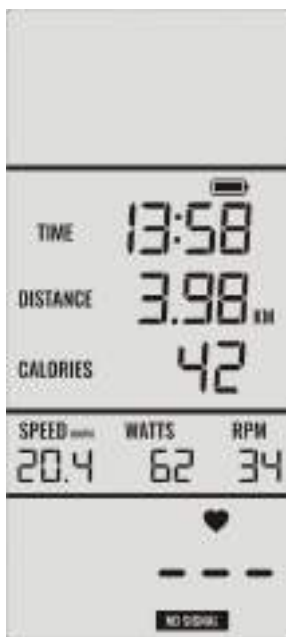 TIME 13:58
DISTANCE 3.98 KM
CALORIES 42
SPEED WATTS RPM
20.4 62 34
- - -
NO SIGNAL